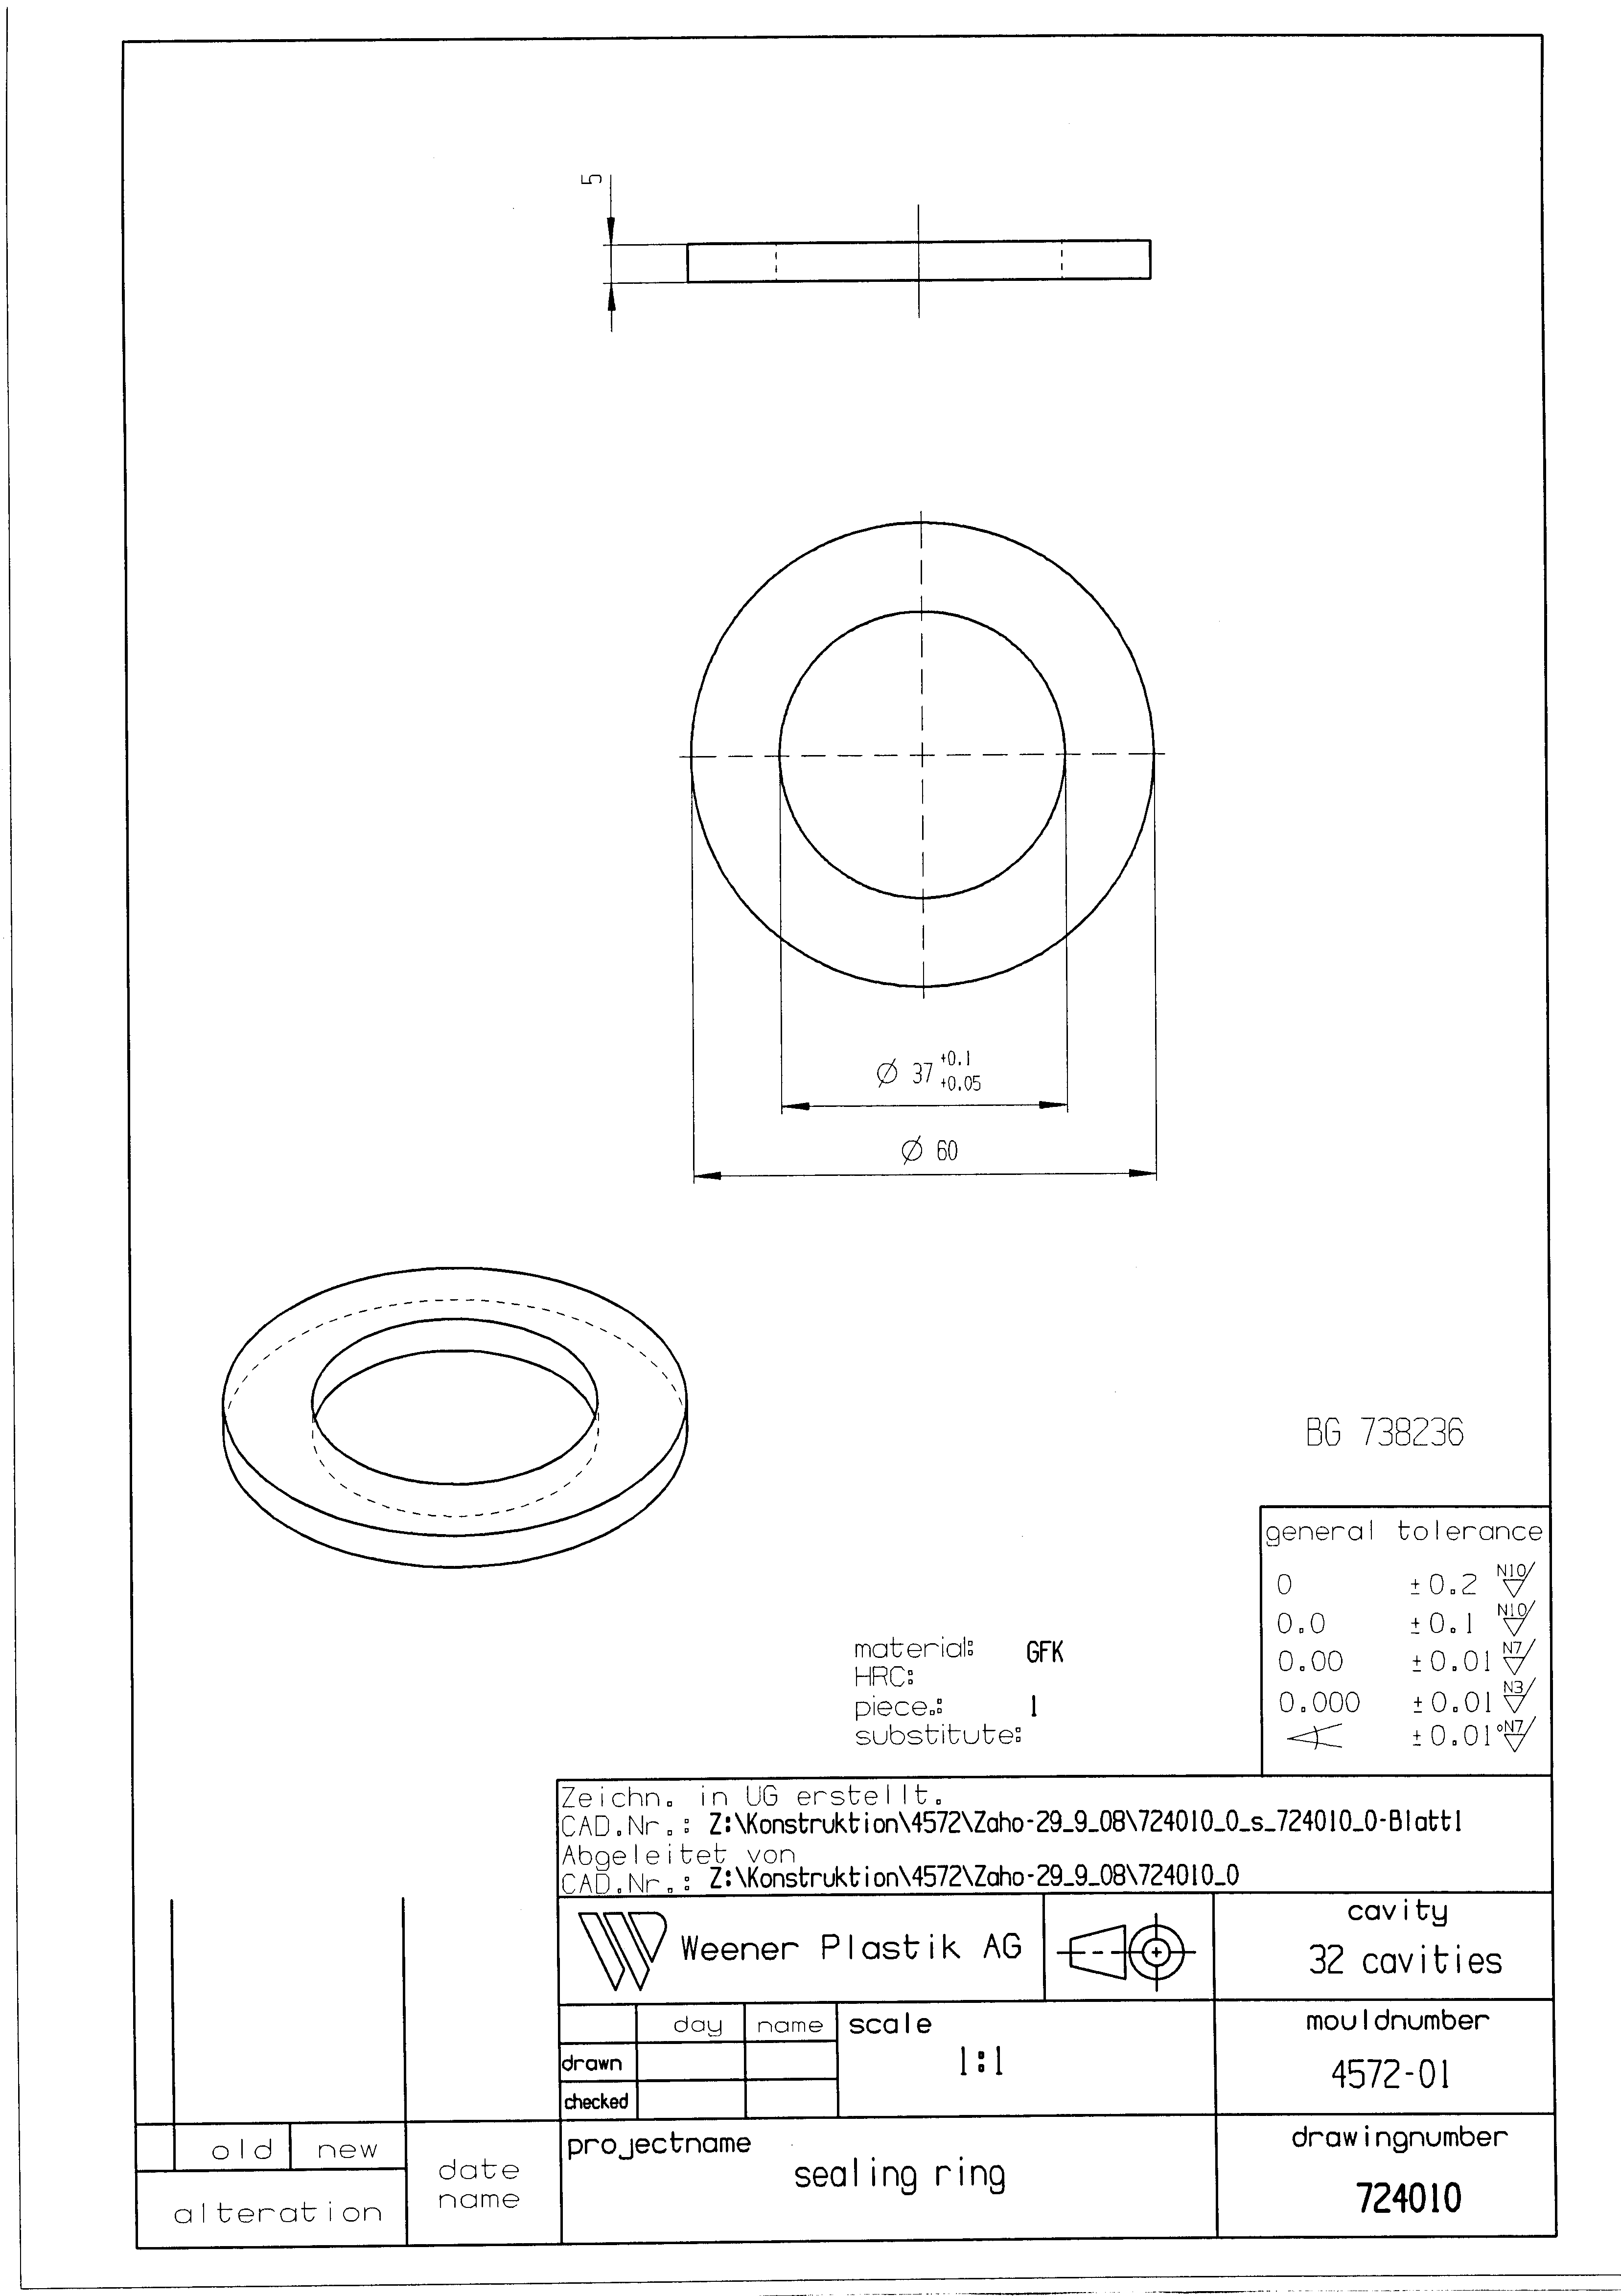 5
Ø 37 +0.1
+0.05
Ø 60
BG 738236
general tolerance
0 ±0.2 N10
0.0 ±0.1 N10
0.00 ±0.01 N7
0.000 ±0.01 N3
±0.01° N7
material: GFK
HRC:
piece.: 1
substitute:
Zeichn. in UG erstellt.
CAD.Nr.: Z:\Konstruktion\4572\Zaho-29_9_08\724010_0_s_724010_0-Blatt1
Abgeleitet von
CAD.Nr.: Z:\Konstruktion\4572\Zaho-29_9_08\724010_0
Weener Plastik AG
cavity
32 cavities
day name
scale
1:1
drawn
checked
mouldnumber
4572-01
old new
alteration
date
name
projectname
sealing ring
drawingnumber
724010